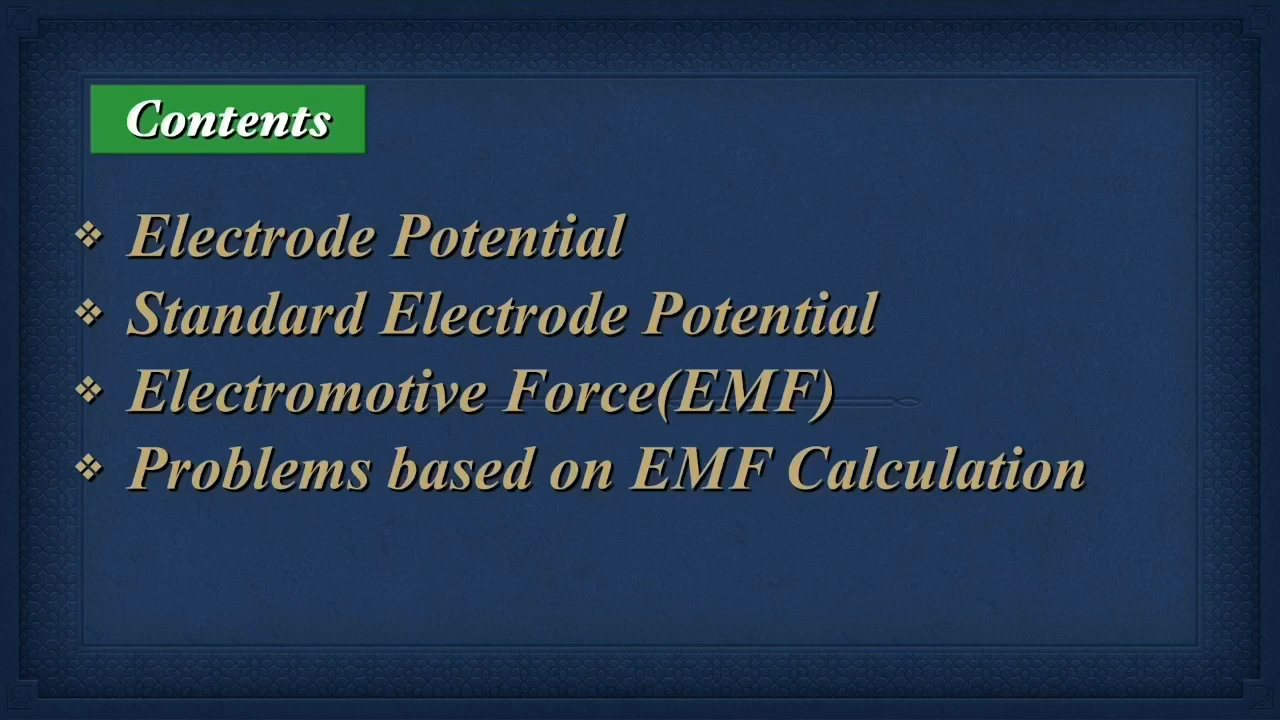 Contents
❖ Electrode Potential
❖ Standard Electrode Potential
❖ Electromotive Force(EMF)
❖ Problems based on EMF Calculation